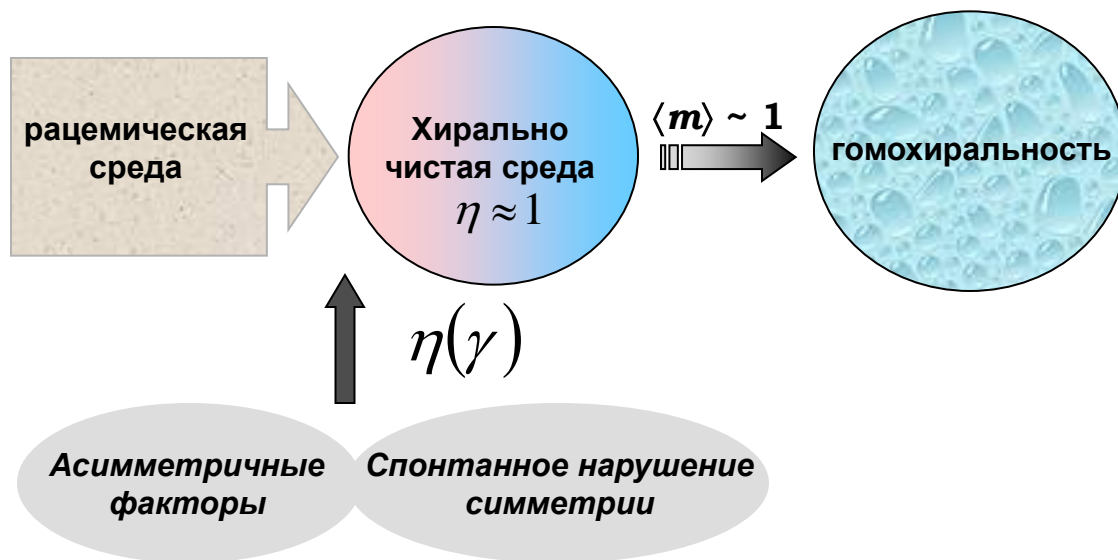 рацемическая
среда
Хирально
чистая среда
η ≈ 1
⟨m⟩ ~ 1
гомохиральность
η(γ)
Асимметричные
факторы
Спонтанное нарушение
симметрии